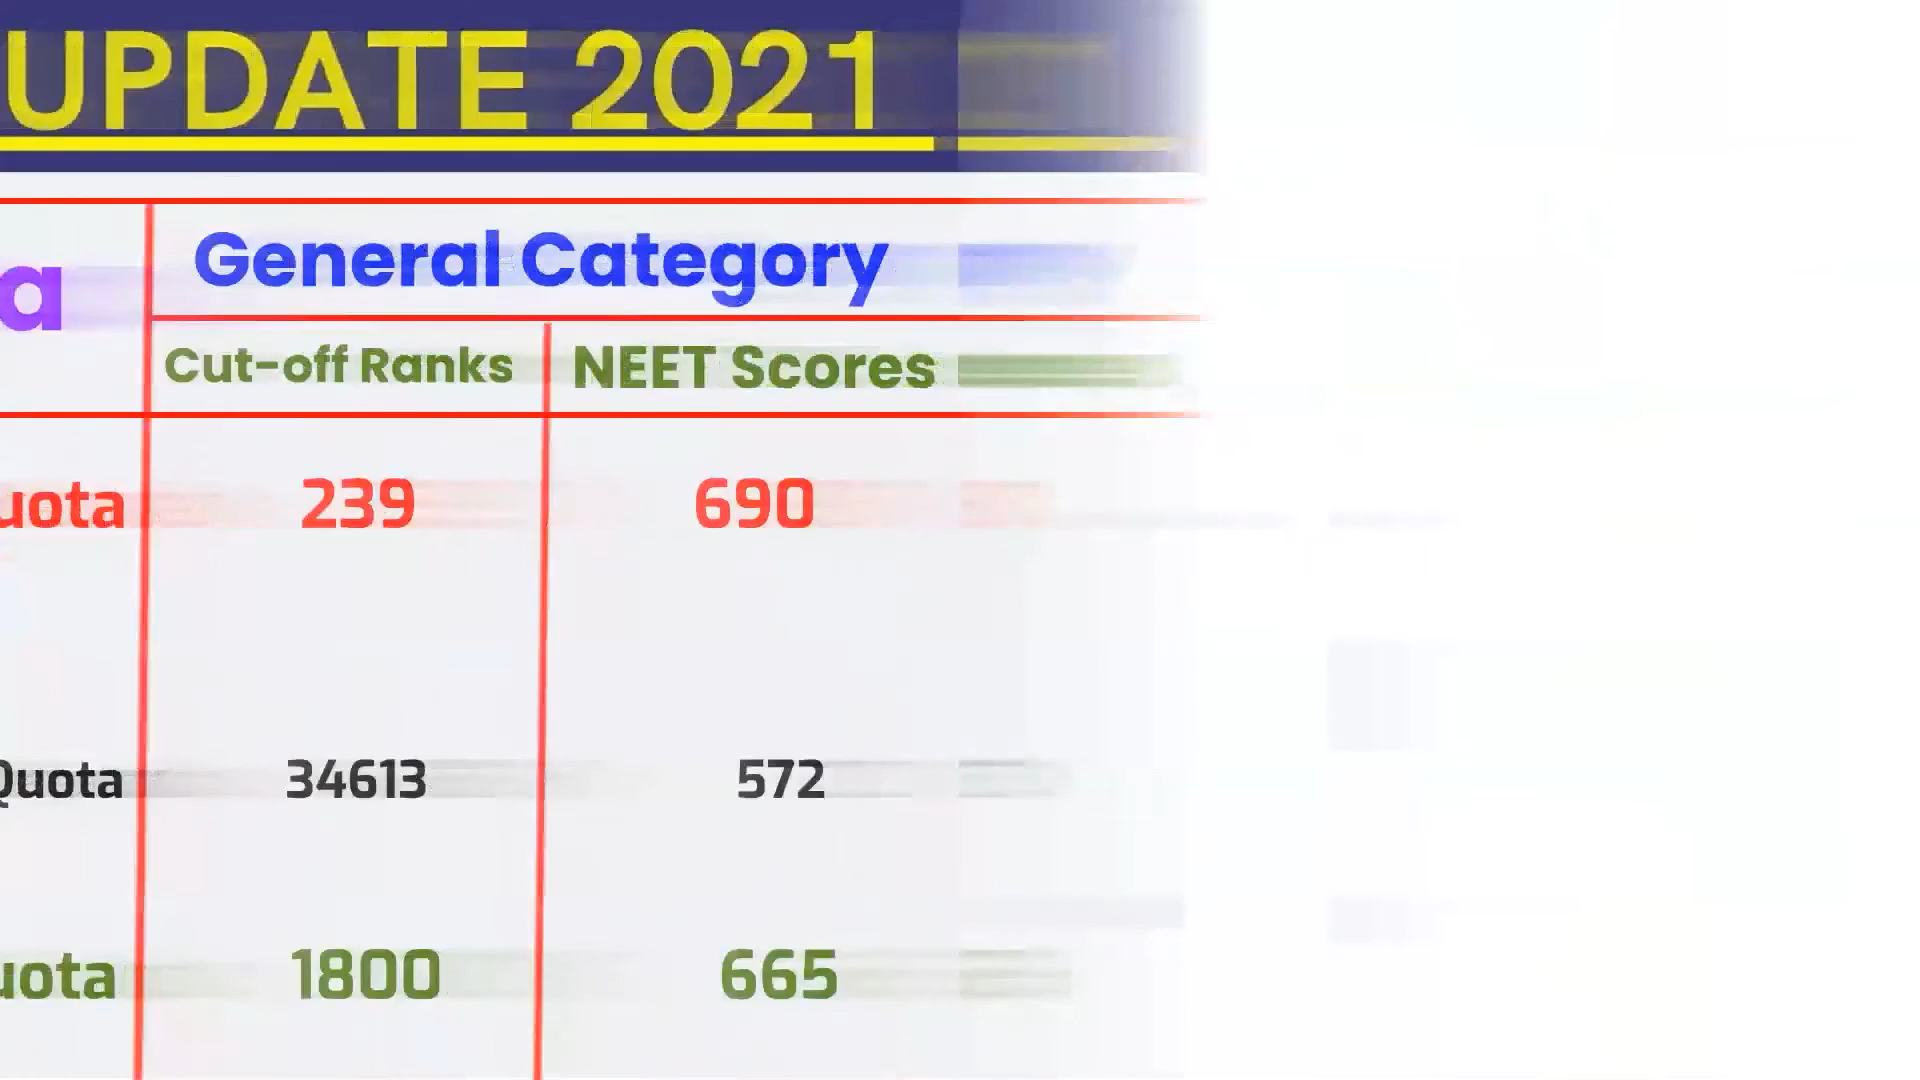 UPDATE 2021
a
General Category
Cut-off Ranks NEET Scores
uota 239 690
Quota 34613 572
uota 1800 665